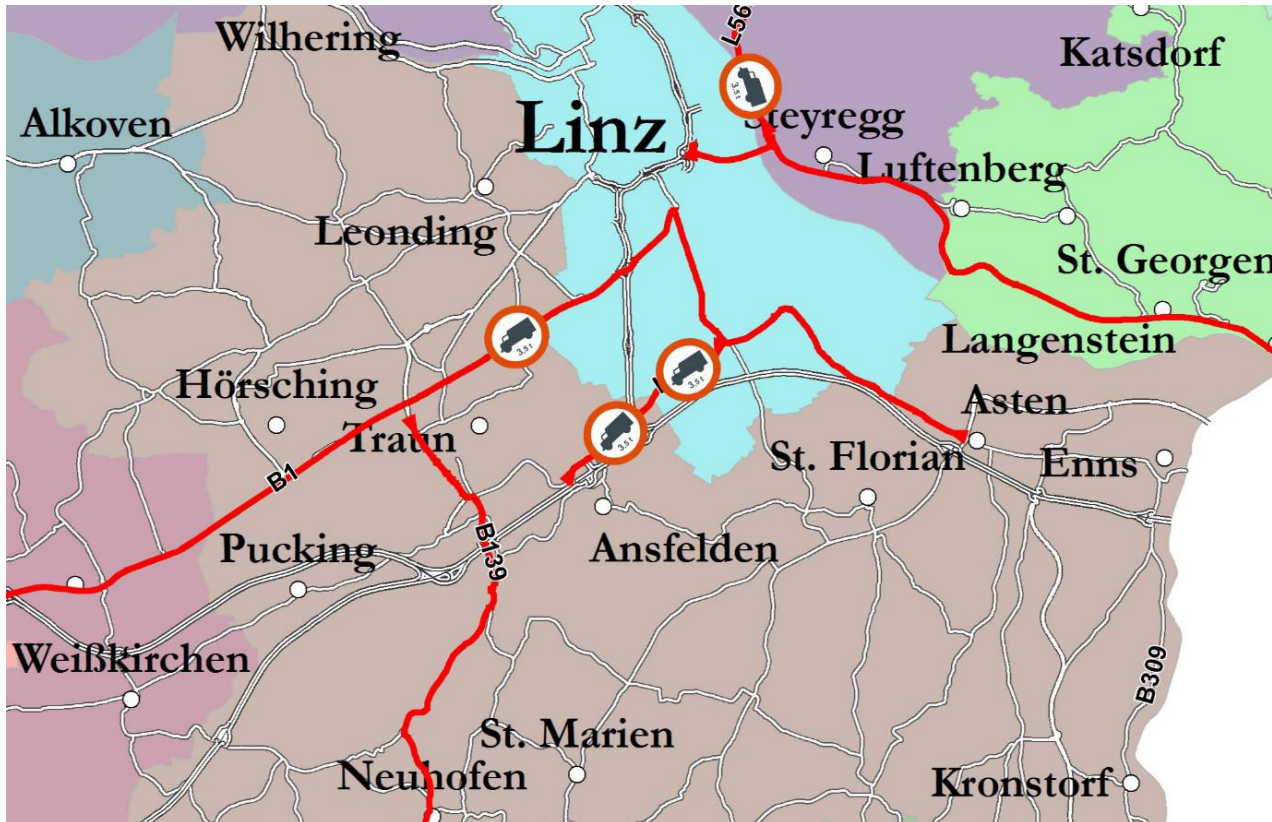 Wilhering
L56
Katsdorf
Alkoven
Linz
3,5 t
Steyregg
Luftenberg
Leonding
St. Georgen
3,5 t
Langenstein
3,5 t
Hörsching
Asten
Traun
3,5 t
St. Florian
Enns
B1
Pucking
B139
Ansfelden
Weißkirchen
B309
St. Marien
Neuhofen
Kronstorf